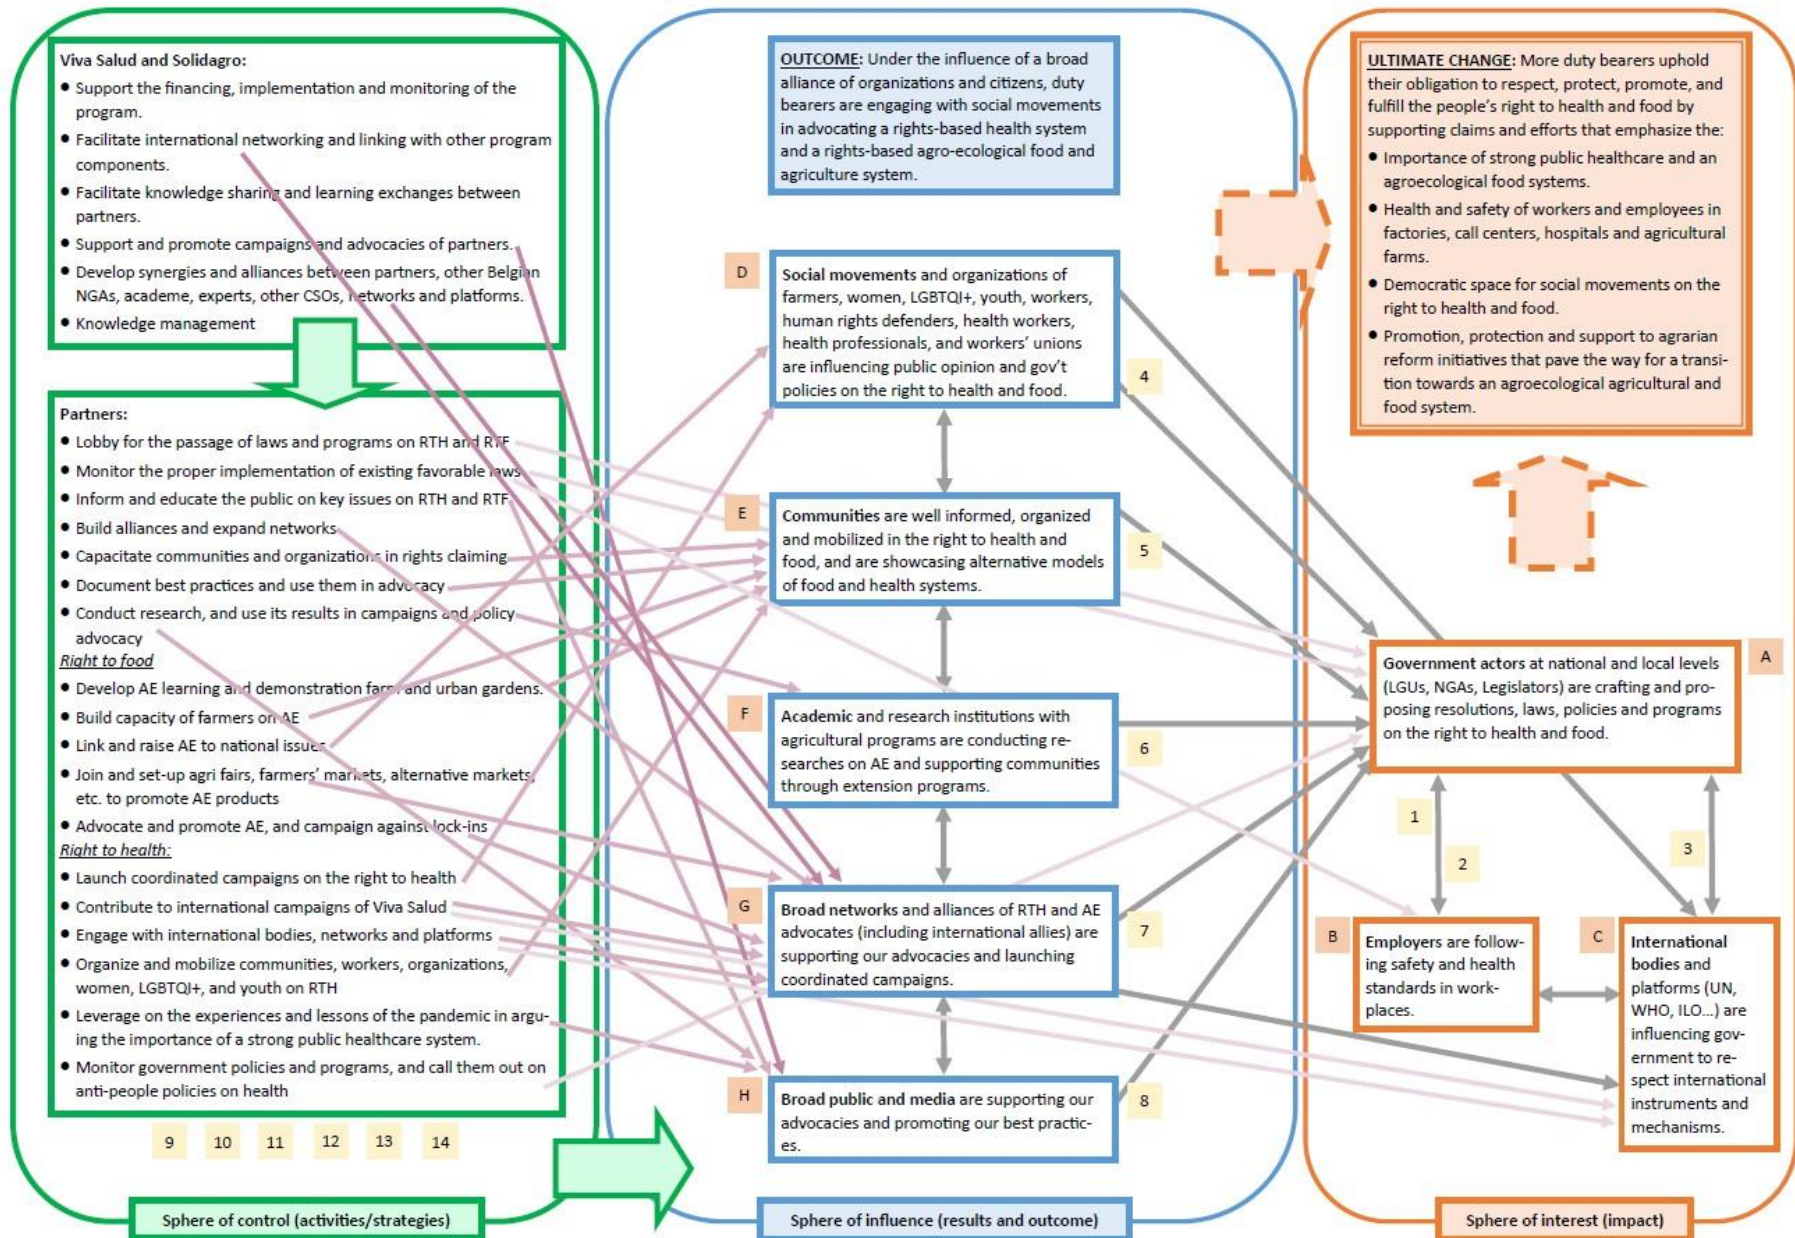 Viva Salud and Solidagro:
● Support the financing, implementation and monitoring of the
program.
● Facilitate international networking and linking with other program
components.
● Facilitate knowledge sharing and learning exchanges between
partners.
● Support and promote campaigns and advocacies of partners.
● Develop synergies and alliances between partners, other Belgian
NGAs, academe, experts, other CSOs, networks and platforms.
● Knowledge management
Partners:
● Lobby for the passage of laws and programs on RTH and RTF
● Monitor the proper implementation of existing favorable laws
● Inform and educate the public on key issues on RTH and RTF
● Build alliances and expand networks
● Capacitate communities and organizations in rights claiming
● Document best practices and use them in advocacy
● Conduct research, and use its results in campaigns and policy
advocacy
Right to food
● Develop AE learning and demonstration farm and urban gardens.
● Build capacity of farmers on AE
● Link and raise AE to national issues
● Join and set-up agri fairs, farmers' markets, alternative markets,
etc. to promote AE products
● Advocate and promote AE, and campaign against lock-ins
Right to health:
● Launch coordinated campaigns on the right to health
● Contribute to international campaigns of Viva Salud
● Engage with international bodies, networks and platforms
● Organize and mobilize communities, workers, organizations,
women, LGBTQI+, and youth on RTH
● Leverage on the experiences and lessons of the pandemic in argu-
ing the importance of a strong public healthcare system.
● Monitor government policies and programs, and call them out on
anti-people policies on health
9 10 11 12 13 14
Sphere of control (activities/strategies)
OUTCOME: Under the influence of a broad
alliance of organizations and citizens, duty
bearers are engaging with social movements
in advocating a rights-based health system
and a rights-based agro-ecological food and
agriculture system.
D
Social movements and organizations of
farmers, women, LGBTQI+, youth, workers,
human rights defenders, health workers,
health professionals, and workers' unions
are influencing public opinion and gov't
policies on the right to health and food.
4
E
Communities are well informed, organized
and mobilized in the right to health and
food, and are showcasing alternative models
of food and health systems.
5
F
Academic and research institutions with
agricultural programs are conducting re-
searches on AE and supporting communities
through extension programs.
6
G
Broad networks and alliances of RTH and AE
advocates (including international allies) are
supporting our advocacies and launching
coordinated campaigns.
7
H
Broad public and media are supporting our
advocacies and promoting our best practic-
es.
8
Sphere of influence (results and outcome)
ULTIMATE CHANGE: More duty bearers uphold
their obligation to respect, protect, promote, and
fulfill the people's right to health and food by
supporting claims and efforts that emphasize the:
● Importance of strong public healthcare and an
agroecological food systems.
● Health and safety of workers and employees in
factories, call centers, hospitals and agricultural
farms.
● Democratic space for social movements on the
right to health and food.
● Promotion, protection and support to agrarian
reform initiatives that pave the way for a transi-
tion towards an agroecological agricultural and
food system.
A
Government actors at national and local levels
(LGUs, NGAs, Legislators) are crafting and pro-
posing resolutions, laws, policies and programs
on the right to health and food.
1
2
3
B
Employers are follow-
ing safety and health
standards in work-
places.
C
International
bodies and
platforms (UN,
WHO, ILO...) are
influencing gov-
ernment to re-
spect international
instruments and
mechanisms.
Sphere of interest (impact)